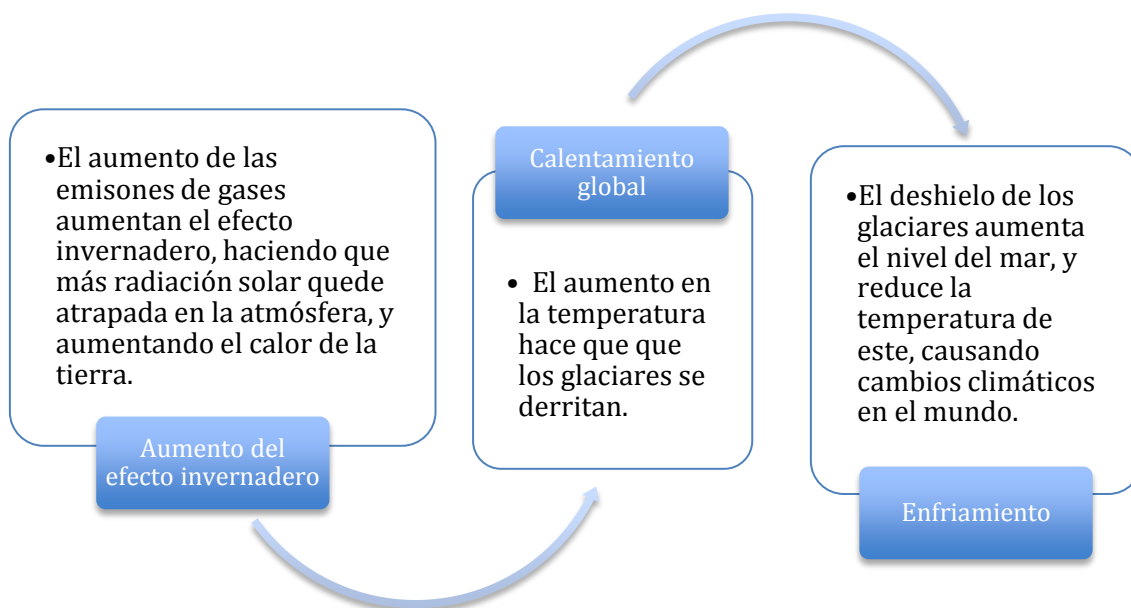 •El aumento de las
emisones de gases
aumentan el efecto
invernadero, haciendo que
más radiación solar quede
atrapada en la atmósfera, y
aumentando el calor de la
tierra.
Aumento del
efecto invernadero
Calentamiento
global
• El aumento en
la temperatura
hace que que
los glaciares se
derritan.
•El deshielo de los
glaciares aumenta
el nivel del mar, y
reduce la
temperatura de
este, causando
cambios climáticos
en el mundo.
Enfriamiento